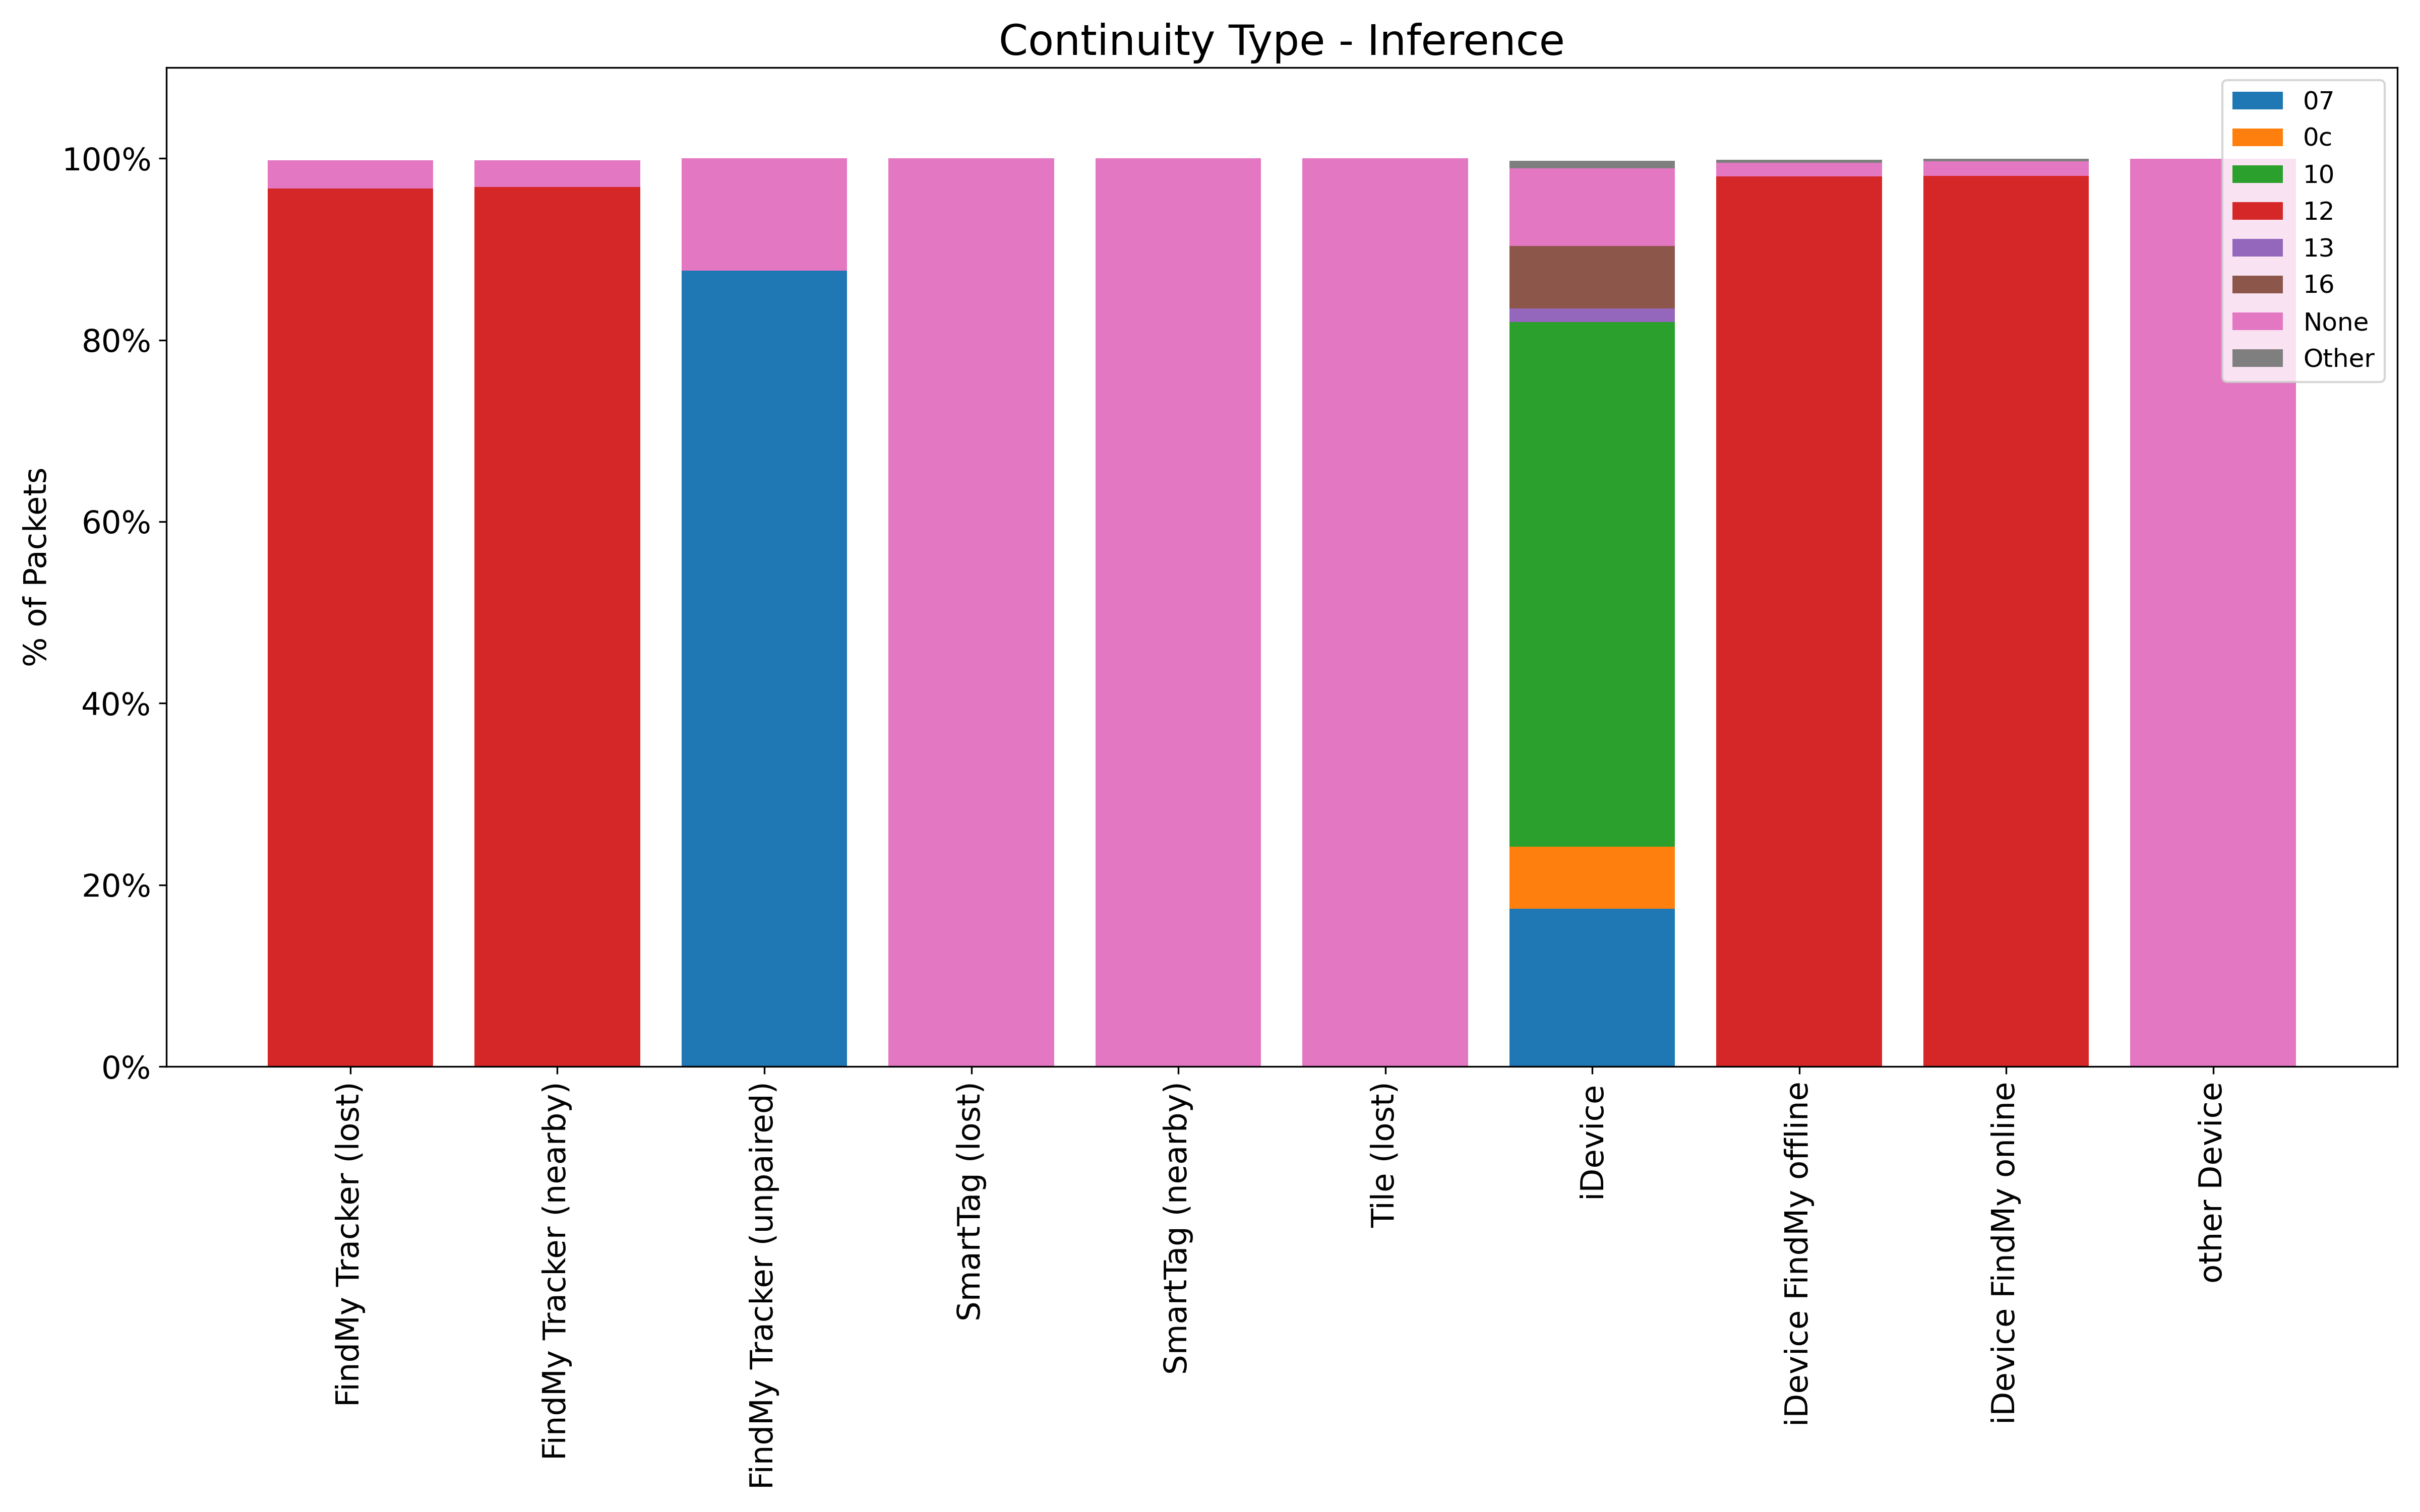 Continuity Type - Inference
% of Packets
100%
80%
60%
40%
20%
0%
07
0c
10
12
13
16
None
Other
FindMy Tracker (lost)
FindMy Tracker (nearby)
FindMy Tracker (unpaired)
SmartTag (lost)
SmartTag (nearby)
Tile (lost)
iDevice
iDevice FindMy offline
iDevice FindMy online
other Device